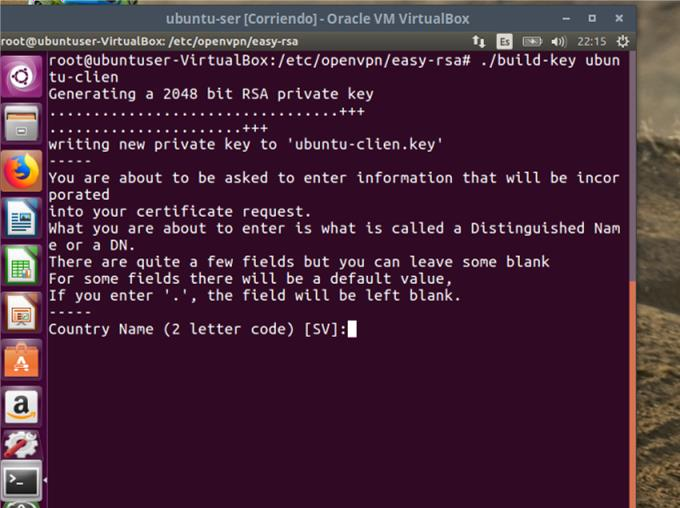 ubuntu-ser [Corriendo] - Oracle VM VirtualBox
root@ubuntuser-VirtualBox: /etc/openvpn/easy-rsa
Es
22:15
root@ubuntuser-VirtualBox:/etc/openvpn/easy-rsa# ./build-key ubun
tu-clien
Generating a 2048 bit RSA private key
.................................+++
......................+++
writing new private key to 'ubuntu-clien.key'
-----
You are about to be asked to enter information that will be incor
porated
into your certificate request.
What you are about to enter is what is called a Distinguished Nam
e or a DN.
There are quite a few fields but you can leave some blank
For some fields there will be a default value,
If you enter '.', the field will be left blank.
-----
Country Name (2 letter code) [SV]: